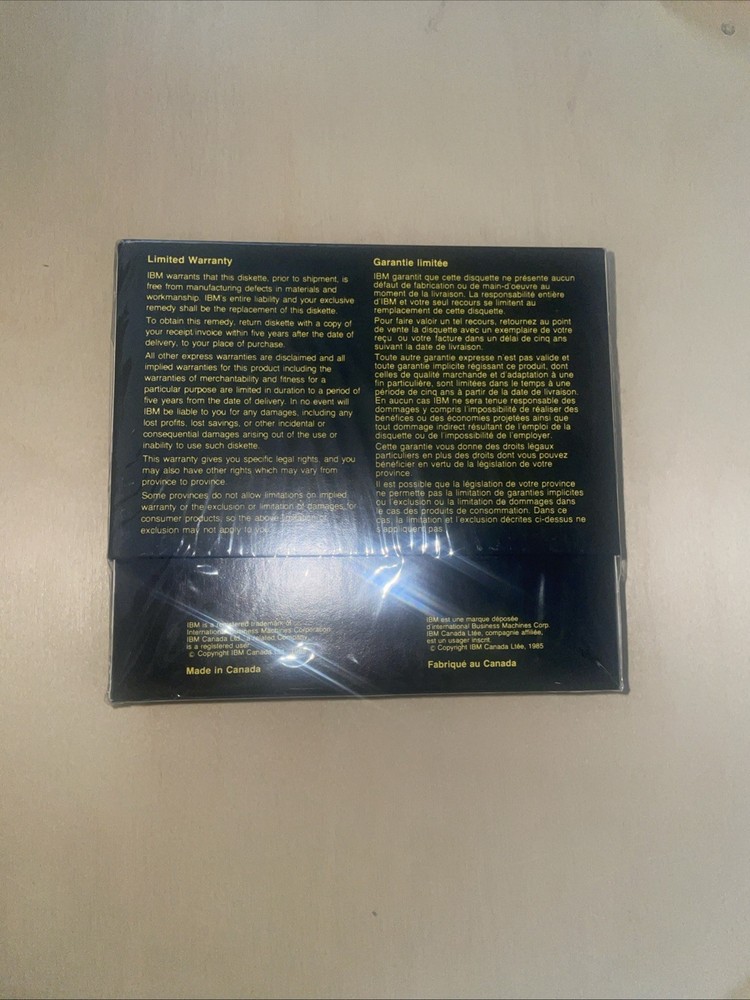 Limited Warranty
IBM warrants that this diskette, prior to shipment, is
free from manufacturing defects in materials and
workmanship. IBM's entire liability and your exclusive
remedy shall be the replacement of this diskette.
To obtain this remedy, return diskette with a copy of
your receipt/invoice within five years after the date of
delivery, to your place of purchase.
All other express warranties are disclaimed and all
implied warranties for this product including the
warranties of merchantability and fitness for a
particular purpose are limited in duration to a period of
five years from the date of delivery. In no event will
IBM be liable to you for any damages, including any
lost profits, lost savings, or other incidental or
consequential damages arising out of the use or
inability to use such diskette.
This warranty gives you specific legal rights, and you
may also have other rights which may vary from
province to province.
Some provinces do not allow limitations on implied
warranty or the exclusion or limitation of damages for
consumer products, so the above limitation or
exclusion may not apply to you.
Garantie limitée
IBM garantit que cette disquette ne présente aucun
défaut de fabrication ou de main-d'oeuvre au
moment de la livraison. La responsabilité entière
d'IBM et votre seul recours se limitent au
remplacement de cette disquette.
Pour faire valoir un tel recours, retournez au point
de vente la disquette avec un exemplaire de votre
reçu ou votre facture dans un délai de cinq ans
suivant la date de livraison.
Toute autre garantie expresse n'est pas valide et
toute garantie implicite régissant ce produit, dont
celles de qualité marchande et d'adaptation à une
fin particulière, sont limitées dans le temps à une
période de cinq ans à partir de la date de livraison.
En aucun cas IBM ne sera tenue responsable des
dommages y compris l'impossibilité de réaliser des
bénéfices ou des économies projetées ainsi que
tout dommage indirect résultant de l'emploi de la
disquette ou de l'impossibilité de l'employer.
Cette garantie vous donne des droits légaux
particuliers en plus des droits dont vous pouvez
bénéficier en vertu de la législation de votre
province.
Il est possible que la législation de votre province
ne permette pas la limitation de garanties implicites
ou l'exclusion ou la limitation de dommages dans
le cas des produits de consommation. Dans ce
cas, la limitation et l'exclusion décrites ci-dessus ne
s'appliquent pas.
IBM is a registered trademark of
International Business Machines Corporation
IBM Canada Ltd., a related Company
is a registered user
© Copyright IBM Canada
Made in Canada
IBM est une marque déposée
d'International Business Machines Corp.
IBM Canada Ltée, compagnie affiliée,
est un usager inscrit.
© Copyright IBM Canada Ltée, 1985
Fabriqué au Canada